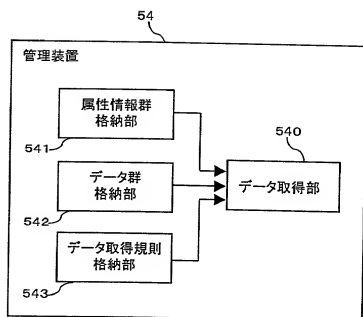 54
管理装置
属性情報群
格納部
541
540
データ取得部
データ群
格納部
542
データ取得規則
格納部
543